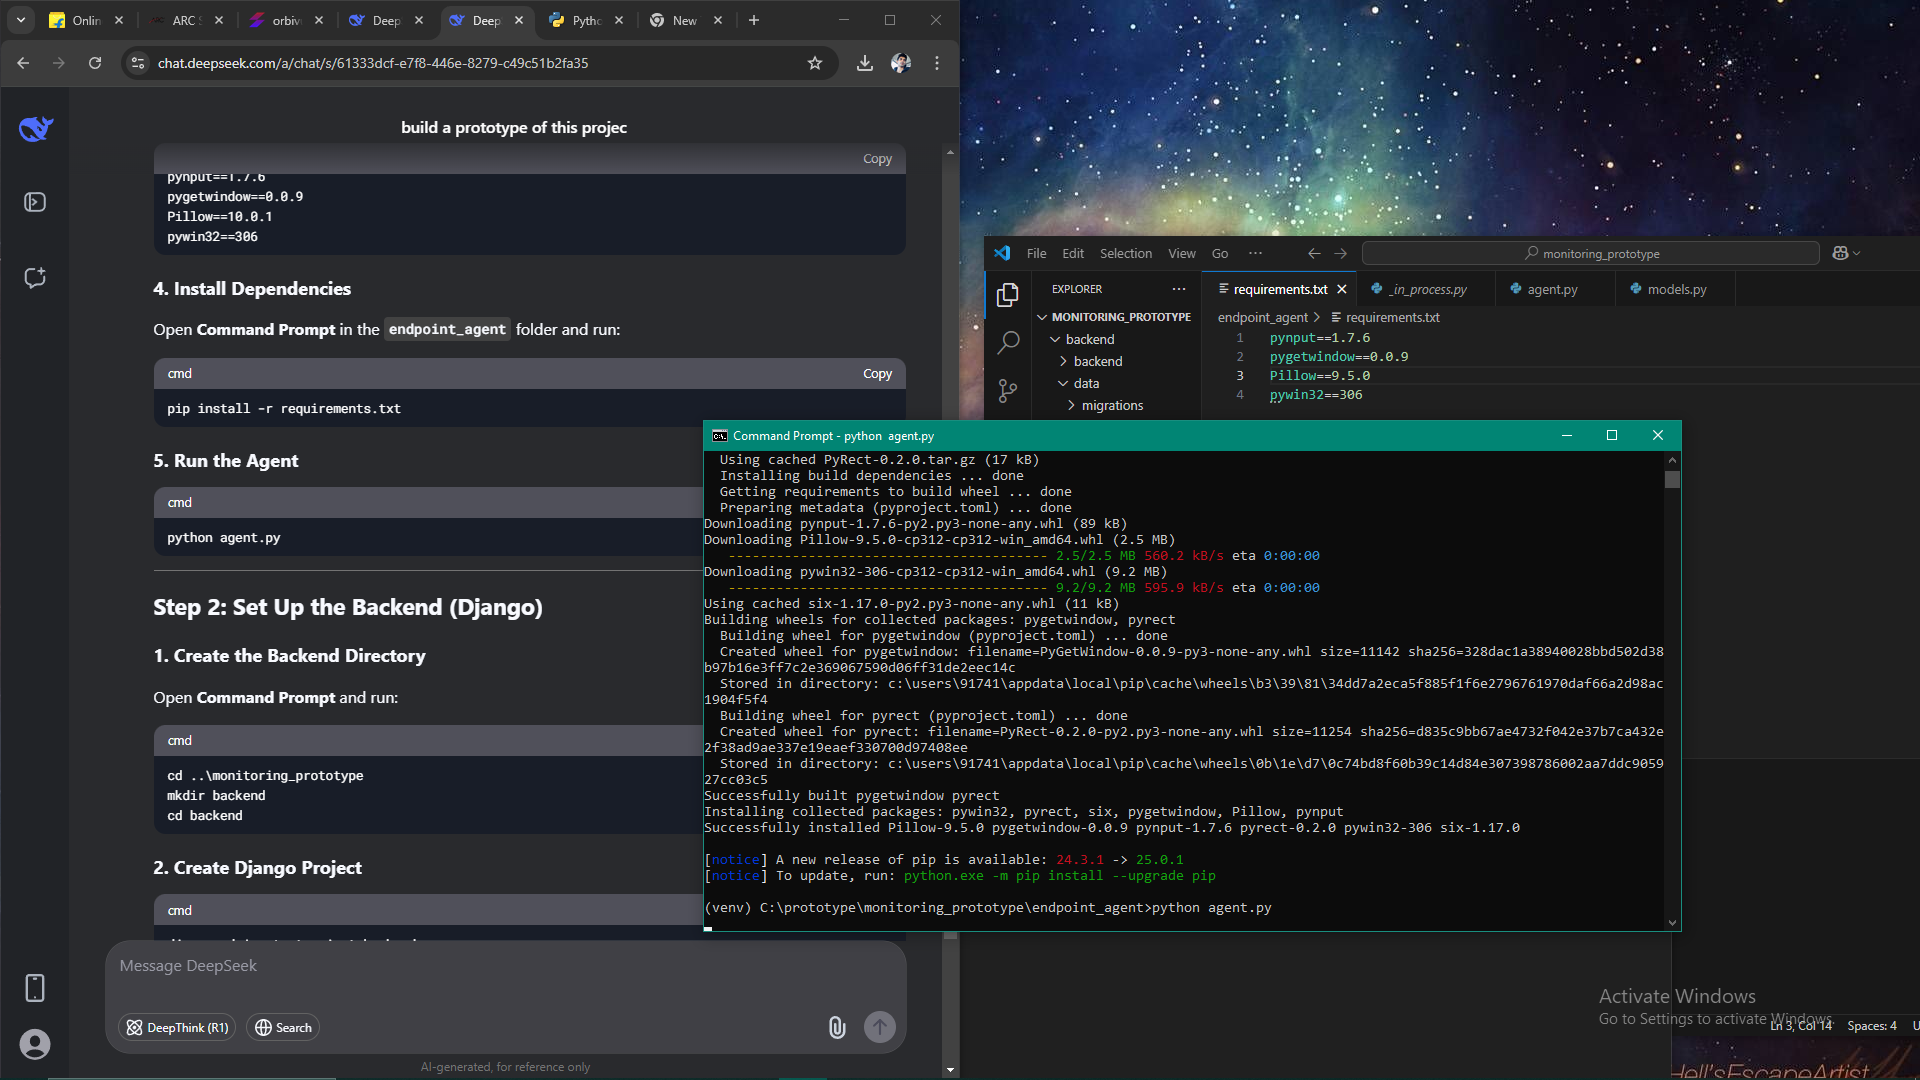 Onlin
ARC S
orbiv
Deep
Deep
Pytho
New
chat.deepseek.com/a/chat/s/61333dcf-e7f8-446e-8279-c49c51b2fa35
build a prototype of this projec
Copy
pynput==1.7.6
pygetwindow==0.0.9
Pillow==10.0.1
pywin32==306
4. Install Dependencies
Open Command Prompt in the endpoint_agent folder and run:
cmd
Copy
pip install -r requirements.txt
5. Run the Agent
cmd
python agent.py
Step 2: Set Up the Backend (Django)
1. Create the Backend Directory
Open Command Prompt and run:
cmd
cd ..\monitoring_prototype
mkdir backend
cd backend
2. Create Django Project
cmd
Message DeepSeek
DeepThink (R1)
Search
AI-generated, for reference only
File Edit Selection View Go ···
monitoring_prototype
EXPLORER
requirements.txt
_in_process.py
agent.py
models.py
MONITORING_PROTOTYPE
backend
backend
data
migrations
endpoint_agent > requirements.txt
1 pynput==1.7.6
2 pygetwindow==0.0.9
3 Pillow==9.5.0
4 pywin32==306
Command Prompt - python agent.py
Using cached PyRect-0.2.0.tar.gz (17 kB)
Installing build dependencies ... done
Getting requirements to build wheel ... done
Preparing metadata (pyproject.toml) ... done
Downloading pynput-1.7.6-py2.py3-none-any.whl (89 kB)
Downloading Pillow-9.5.0-cp312-cp312-win_amd64.whl (2.5 MB)
---------------------------------------- 2.5/2.5 MB 560.2 kB/s eta 0:00:00
Downloading pywin32-306-cp312-cp312-win_amd64.whl (9.2 MB)
---------------------------------------- 9.2/9.2 MB 595.9 kB/s eta 0:00:00
Using cached six-1.17.0-py2.py3-none-any.whl (11 kB)
Building wheels for collected packages: pygetwindow, pyrect
Building wheel for pygetwindow (pyproject.toml) ... done
Created wheel for pygetwindow: filename=PyGetWindow-0.0.9-py3-none-any.whl size=11142 sha256=328dac1a38940028bbd502d38
b97b16e3ff7c2e369067590d06ff31de2eec14c
Stored in directory: c:\users\91741\appdata\local\pip\cache\wheels\b3\39\81\34dd7a2eca5f885f1f6e2796761970daf66a2d98ac
1904f5f4
Building wheel for pyrect (pyproject.toml) ... done
Created wheel for pyrect: filename=PyRect-0.2.0-py2.py3-none-any.whl size=11254 sha256=d835c9bb67ae4732f042e37b7ca432e
2f38ad9ae337e19eaef330700d97408ee
Stored in directory: c:\users\91741\appdata\local\pip\cache\wheels\0b\1e\d7\0c74bd8f60b39c14d84e307398786002aa7ddc9059
27cc03c5
Successfully built pygetwindow pyrect
Installing collected packages: pywin32, pyrect, six, pygetwindow, Pillow, pynput
Successfully installed Pillow-9.5.0 pygetwindow-0.0.9 pynput-1.7.6 pyrect-0.2.0 pywin32-306 six-1.17.0
[notice] A new release of pip is available: 24.3.1 -> 25.0.1
[notice] To update, run: python.exe -m pip install --upgrade pip
(venv) C:\prototype\monitoring_prototype\endpoint_agent>python agent.py
Activate Windows
Go to Settings to activate Windows.
Ln 3, Col 14 Spaces: 4 U
Hell'sEscapeArtist